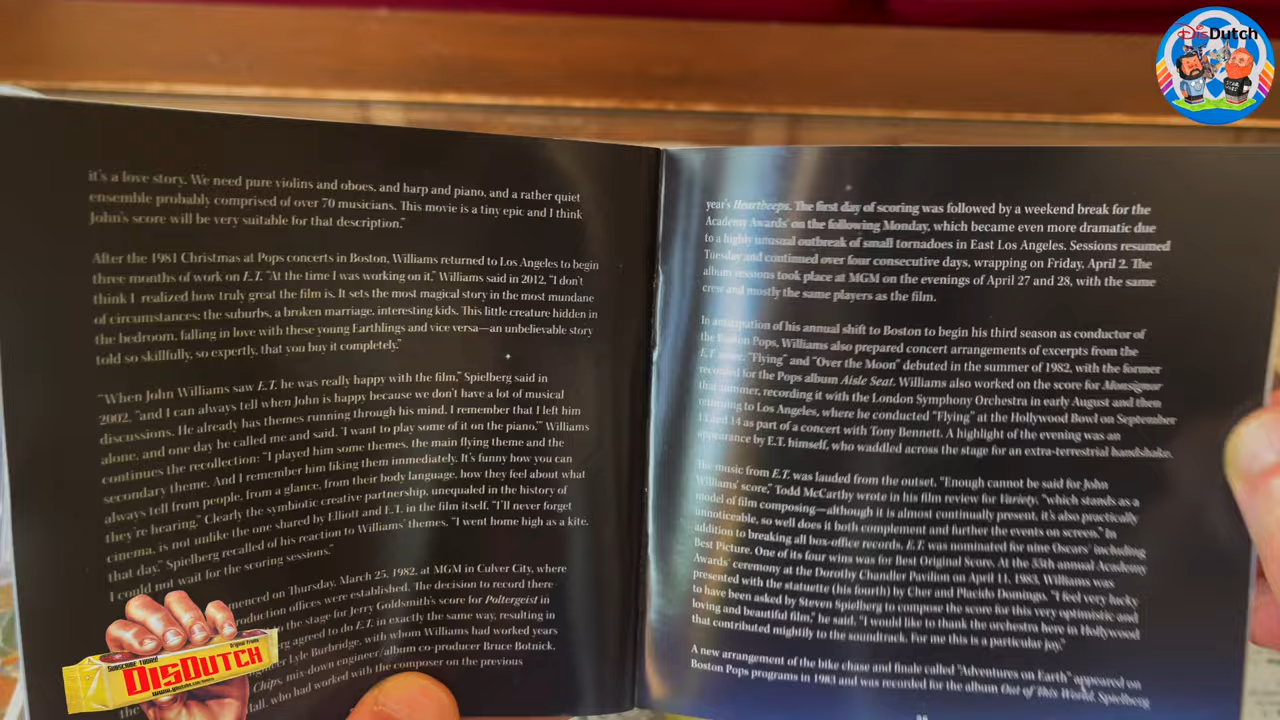 it's a love story. We need pure violins and oboes, and harp and piano, and a rather quiet
ensemble probably comprised of over 70 musicians. This movie is a tiny epic and I think
John's score will be very suitable for that description."
After the 1981 Christmas at Pops concerts in Boston, Williams returned to Los Angeles to begin
three months of work on E.T. "At the time I was working on it," Williams said in 2012, "I don't
think I realized how truly great the film is. It sets the most magical story in the most mundane
of circumstances: the suburbs, a broken marriage, interesting kids. This little creature hidden in
the bedroom, falling in love with these young Earthlings and vice versa—an unbelievable story
told so skillfully, so expertly, that you buy it completely."
"When John Williams saw E.T. he was really happy with the film," Spielberg said in
2002, "and I can always tell when John is happy because we don't have a lot of musical
discussions. He already has themes running through his mind. I remember that I left him
alone, and one day he called me and said, 'I want to play some of it on the piano.'" Williams
continues the recollection: "I played him some themes, the main flying theme and the
secondary theme. And I remember him liking them immediately. It's funny how you can
always tell from people, from a glance, from their body language, how they feel about what
they're hearing." Clearly the symbiotic creative partnership, unequaled in the history of
cinema, is not unlike the one shared by Elliott and E.T. in the film itself. "I'll never forget
that day," Spielberg recalled of his reaction to Williams' themes. "I went home high as a kite.
I could not wait for the scoring sessions."
menced on Thursday, March 25, 1982, at MGM in Culver City, where
roduction offices were established. The decision to record there
to the stage for Jerry Goldsmith's score for Poltergeist in
rg agreed to do E.T. in exactly the same way, resulting in
er Lyle Burbridge, with whom Williams had worked years
Chips, mix-down engineer/album co-producer Bruce Botnick,
the all, who had worked with the composer on the previous
year's Heartbeeps. The first day of scoring was followed by a weekend break for the
Academy Awards on the following Monday, which became even more dramatic due
to a highly unusual outbreak of small tornadoes in East Los Angeles. Sessions resumed
Tuesday and continued over four consecutive days, wrapping on Friday, April 2. The
album sessions took place at MGM on the evenings of April 27 and 28, with the same
crew and mostly the same players as the film.
In anticipation of his annual shift to Boston to begin his third season as conductor of
the Boston Pops, Williams also prepared concert arrangements of excerpts from the
E.T. score. "Flying" and "Over the Moon" debuted in the summer of 1982, with the former
recorded for the Pops album Aisle Seat. Williams also worked on the score for Monsignor
that summer, recording it with the London Symphony Orchestra in early August and then
returning to Los Angeles, where he conducted "Flying" at the Hollywood Bowl on September
and 14 as part of a concert with Tony Bennett. A highlight of the evening was an
appearance by E.T. himself, who waddled across the stage for an extra-terrestrial handshake.
The music from E.T. was lauded from the outset. "Enough cannot be said for John
Williams' score," Todd McCarthy wrote in his film review for Variety, "which stands as a
model of film composing—although it is almost continually present, it's also practically
unnoticeable, so well does it both complement and further the events on screen." In
addition to breaking all box-office records, E.T. was nominated for nine Oscars including
Best Picture. One of its four wins was for Best Original Score. At the 55th annual Academy
Awards ceremony at the Dorothy Chandler Pavilion on April 11, 1983, Williams was
presented with the statuette (his fourth) by Cher and Placido Domingo. "I feel very lucky
to have been asked by Steven Spielberg to compose the score for this very optimistic and
loving and beautiful film," he said. "I would like to thank the orchestra here in Hollywood
that contributed mightily to the soundtrack. For me this is a particular joy."
A new arrangement of the bike chase and finale called "Adventures on Earth" appeared on
Boston Pops programs in 1983 and was recorded for the album Out of This World. Spielberg
DisDutch
SUBSCRIBE TODAY!
DISDUTCH